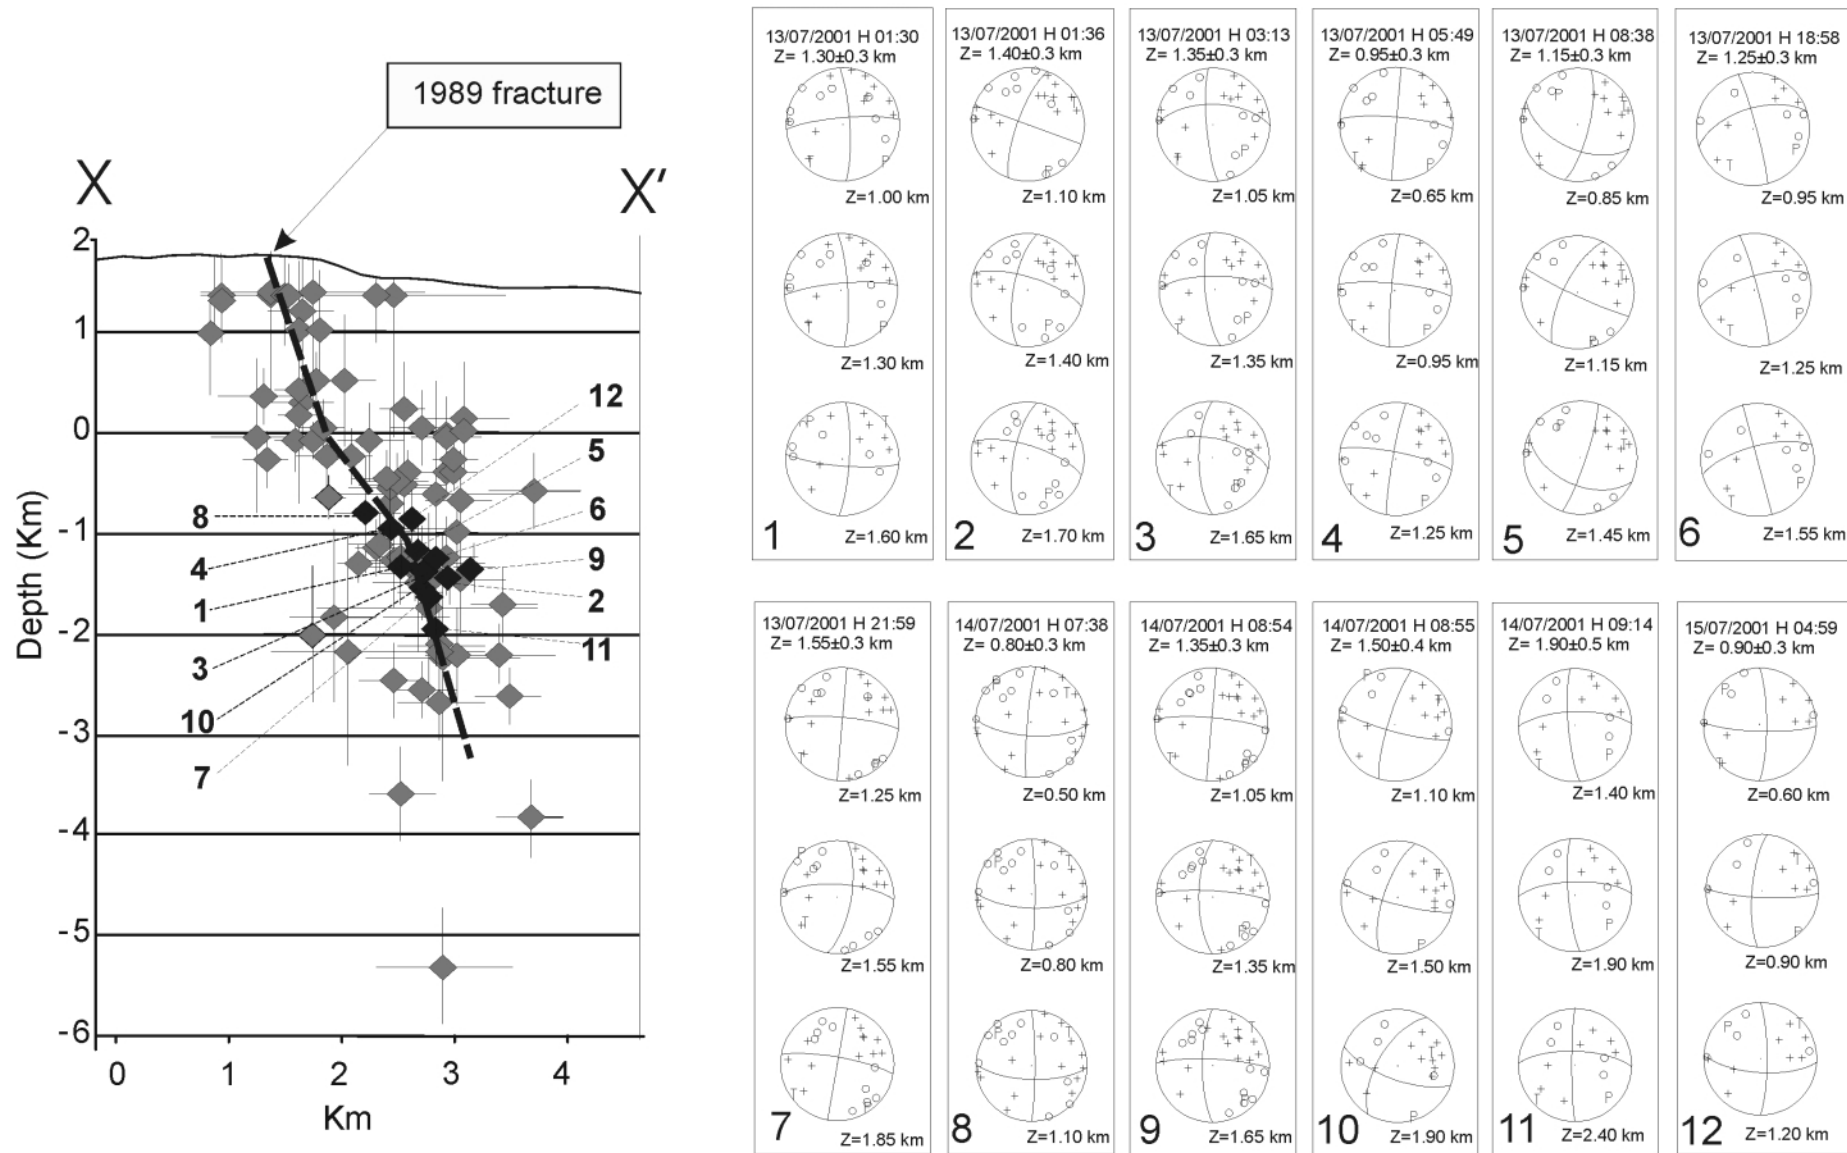 1989 fracture
X
X'
2
1
0
-1
-2
-3
-4
-5
-6
Depth (Km)
0
1
2
3
4
Km
12
5
6
9
2
11
8
4
1
3
10
7
13/07/2001 H 01:30
Z= 1.30±0.3 km
T
P
Z=1.00 km
T
P
Z=1.30 km
P
T
1
Z=1.60 km
13/07/2001 H 01:36
Z= 1.40±0.3 km
T
P
Z=1.10 km
T
P
Z=1.40 km
T
P
2
Z=1.70 km
13/07/2001 H 03:13
Z= 1.35±0.3 km
T
P
Z=1.05 km
T
P
Z=1.35 km
T
P
3
Z=1.65 km
13/07/2001 H 05:49
Z= 0.95±0.3 km
T
P
Z=0.65 km
T
P
Z=0.95 km
T
P
4
Z=1.25 km
13/07/2001 H 08:38
Z= 1.15±0.3 km
P
T
Z=0.85 km
T
P
Z=1.15 km
P
T
5
Z=1.45 km
13/07/2001 H 18:58
Z= 1.25±0.3 km
T
P
Z=0.95 km
T
P
Z=1.25 km
T
P
6
Z=1.55 km
13/07/2001 H 21:59
Z= 1.55±0.3 km
T
Z=1.25 km
P
T
Z=1.55 km
T
P
7
Z=1.85 km
14/07/2001 H 07:38
Z= 0.80±0.3 km
T
Z=0.50 km
P
T
Z=0.80 km
P
T
8
Z=1.10 km
14/07/2001 H 08:54
Z= 1.35±0.3 km
Z=1.05 km
P
Z=1.35 km
9
Z=1.65 km
14/07/2001 H 08:55
Z= 1.50±0.4 km
P
T
Z=1.10 km
T
P
Z=1.50 km
T
P
10
Z=1.90 km
14/07/2001 H 09:14
Z= 1.90±0.5 km
T
P
Z=1.40 km
T
P
Z=1.90 km
T
P
11
Z=2.40 km
15/07/2001 H 04:59
Z= 0.90±0.3 km
P
T
Z=0.60 km
T
P
Z=0.90 km
P
T
12
Z=1.20 km